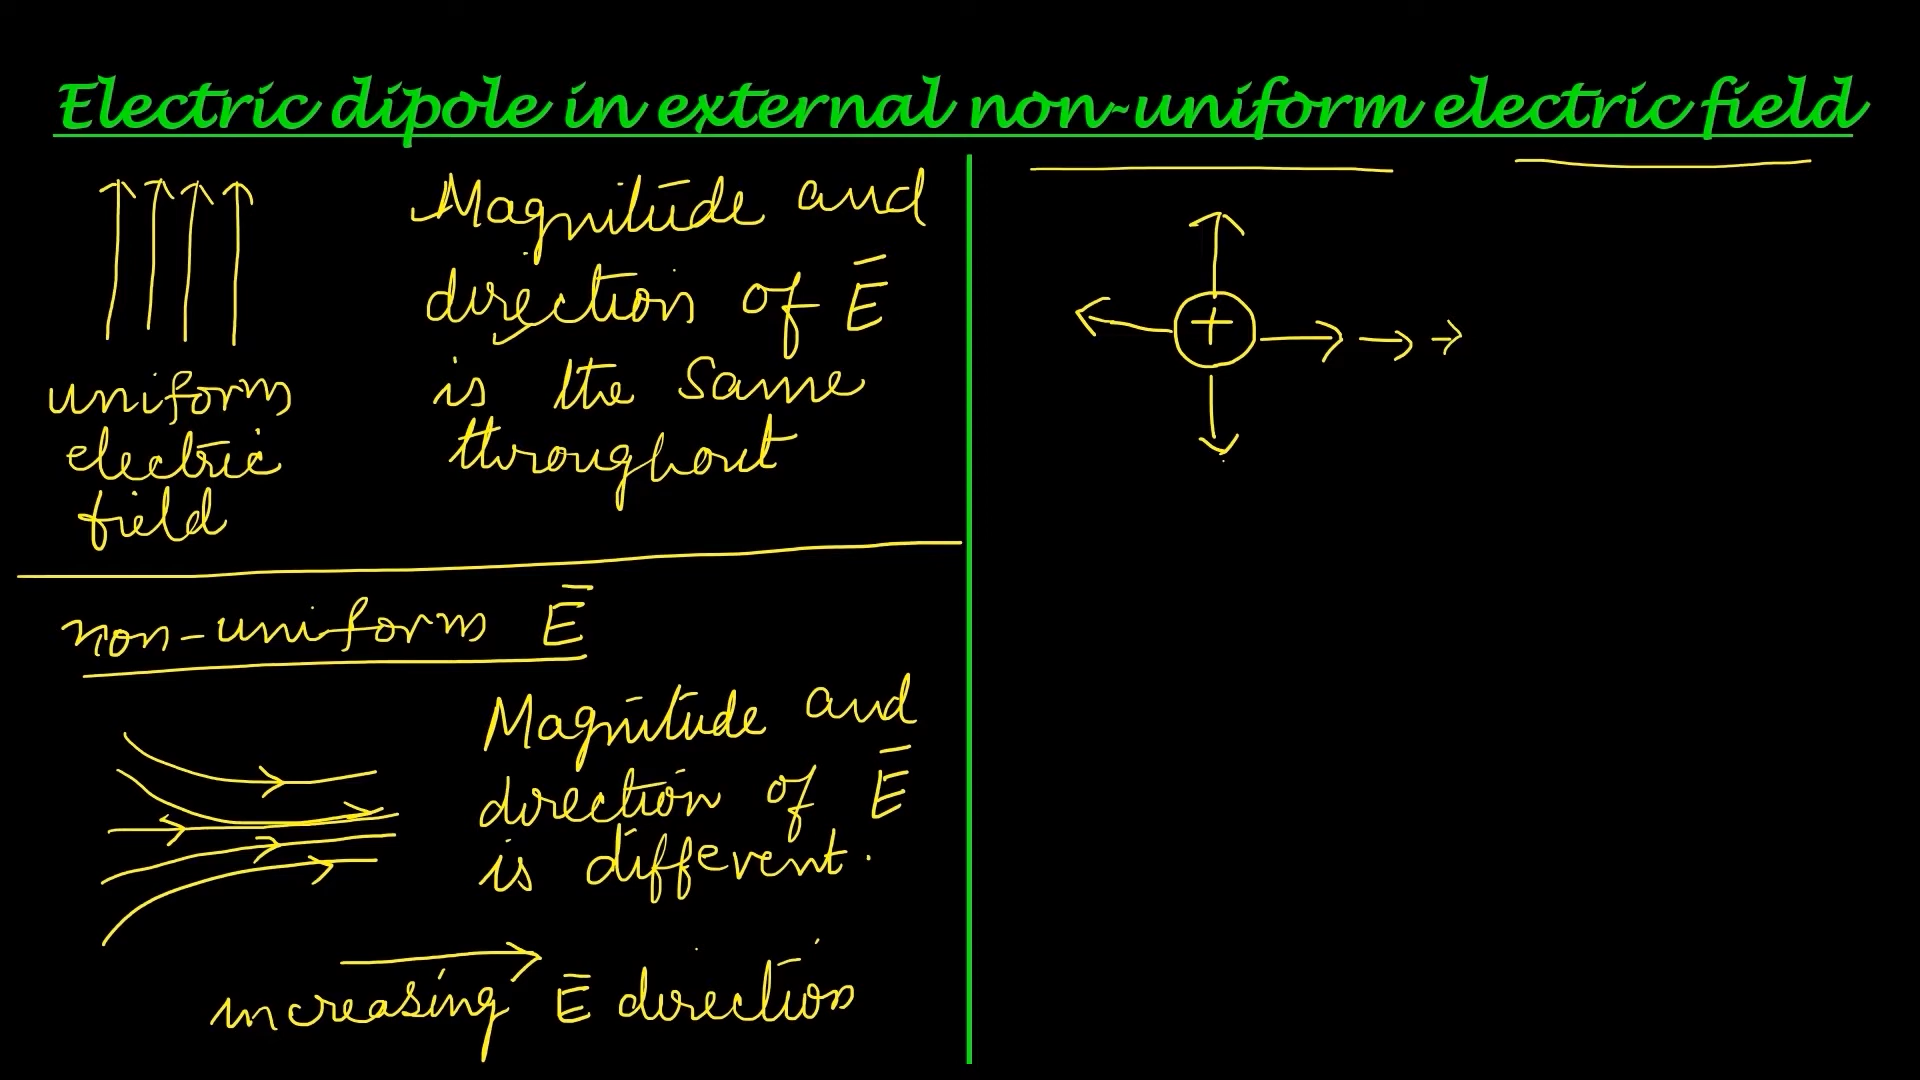 Electric dipole in external non-uniform electric field
uniform
electric
field
Magnitude and
direction of E̅
is the same
throughout
non-uniform E̅
Magnitude and
direction of E̅
is different.
increasing E̅ direction
+